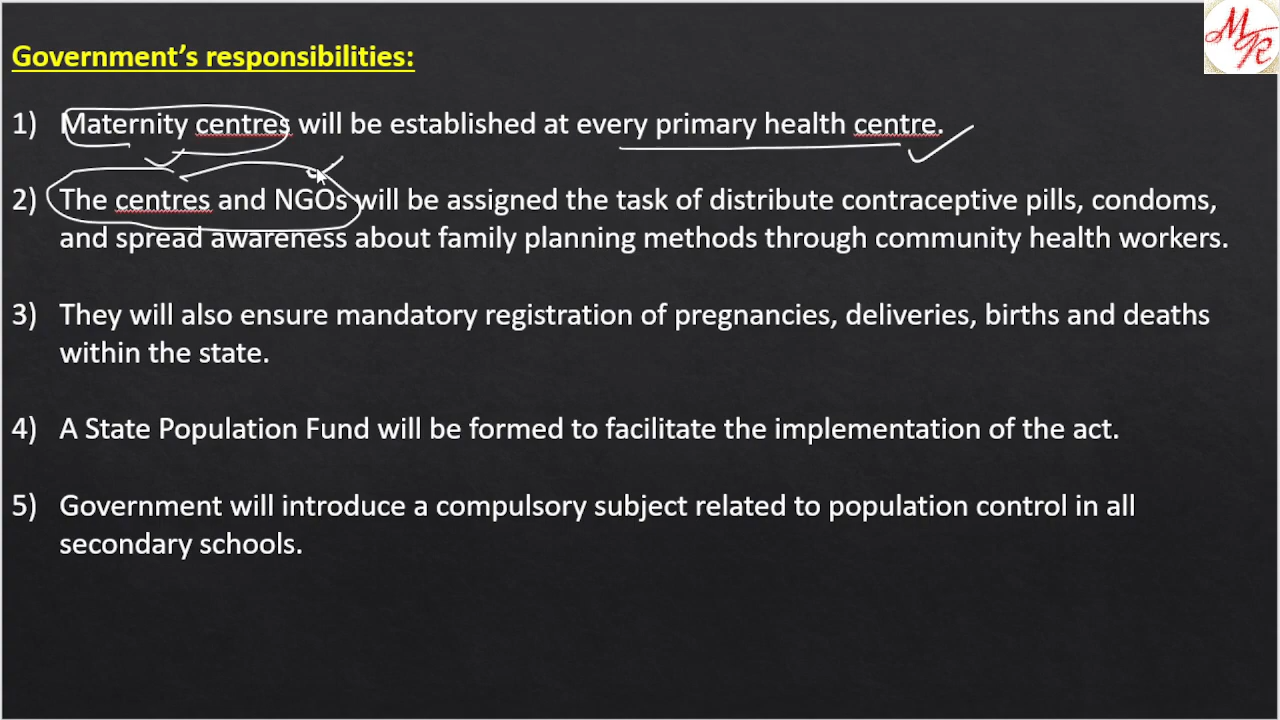 MR
Government's responsibilities:
1) Maternity centres will be established at every primary health centre.
2) The centres and NGOs will be assigned the task of distribute contraceptive pills, condoms,
and spread awareness about family planning methods through community health workers.
3) They will also ensure mandatory registration of pregnancies, deliveries, births and deaths
within the state.
4) A State Population Fund will be formed to facilitate the implementation of the act.
5) Government will introduce a compulsory subject related to population control in all
secondary schools.